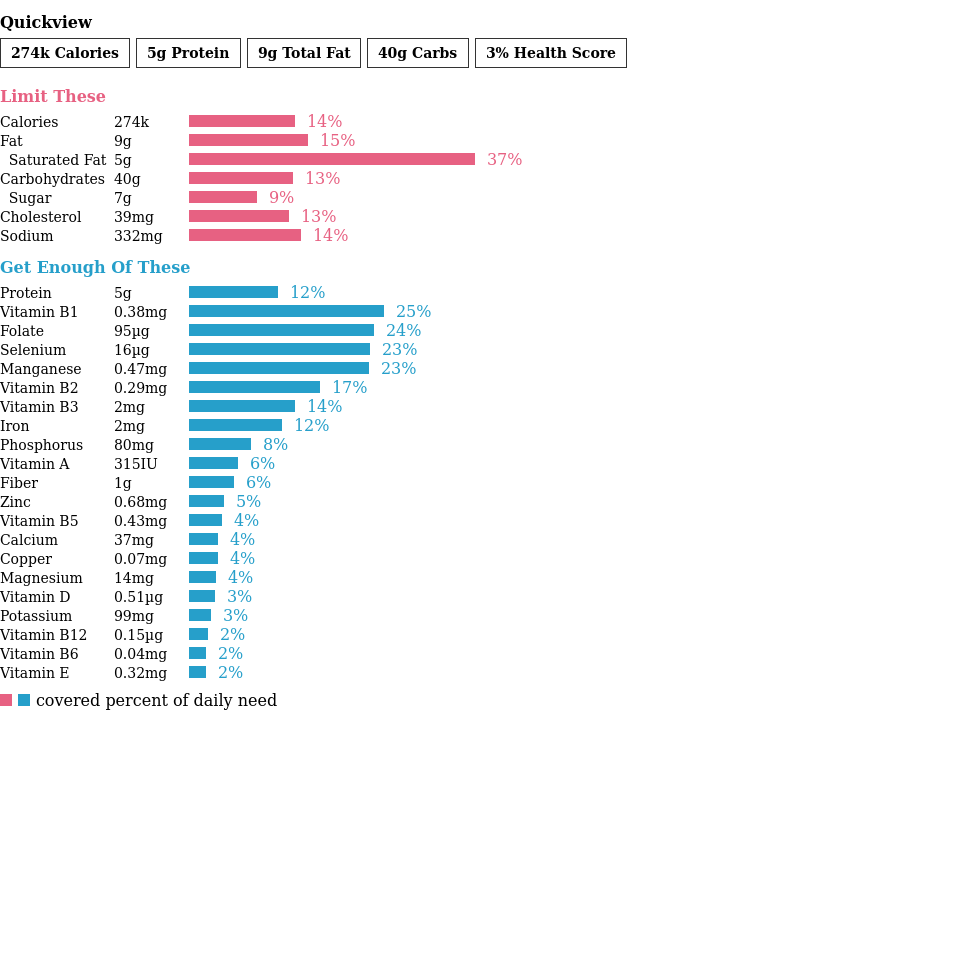 Quickview
274k Calories 5g Protein 9g Total Fat 40g Carbs 3% Health Score
Limit These
Calories 274k 14%
Fat 9g 15%
Saturated Fat 5g 37%
Carbohydrates 40g 13%
Sugar 7g 9%
Cholesterol 39mg 13%
Sodium 332mg 14%
Get Enough Of These
Protein 5g 12%
Vitamin B1 0.38mg 25%
Folate 95µg 24%
Selenium 16µg 23%
Manganese 0.47mg 23%
Vitamin B2 0.29mg 17%
Vitamin B3 2mg 14%
Iron 2mg 12%
Phosphorus 80mg 8%
Vitamin A 315IU 6%
Fiber 1g 6%
Zinc 0.68mg 5%
Vitamin B5 0.43mg 4%
Calcium 37mg 4%
Copper 0.07mg 4%
Magnesium 14mg 4%
Vitamin D 0.51µg 3%
Potassium 99mg 3%
Vitamin B12 0.15µg 2%
Vitamin B6 0.04mg 2%
Vitamin E 0.32mg 2%
covered percent of daily need